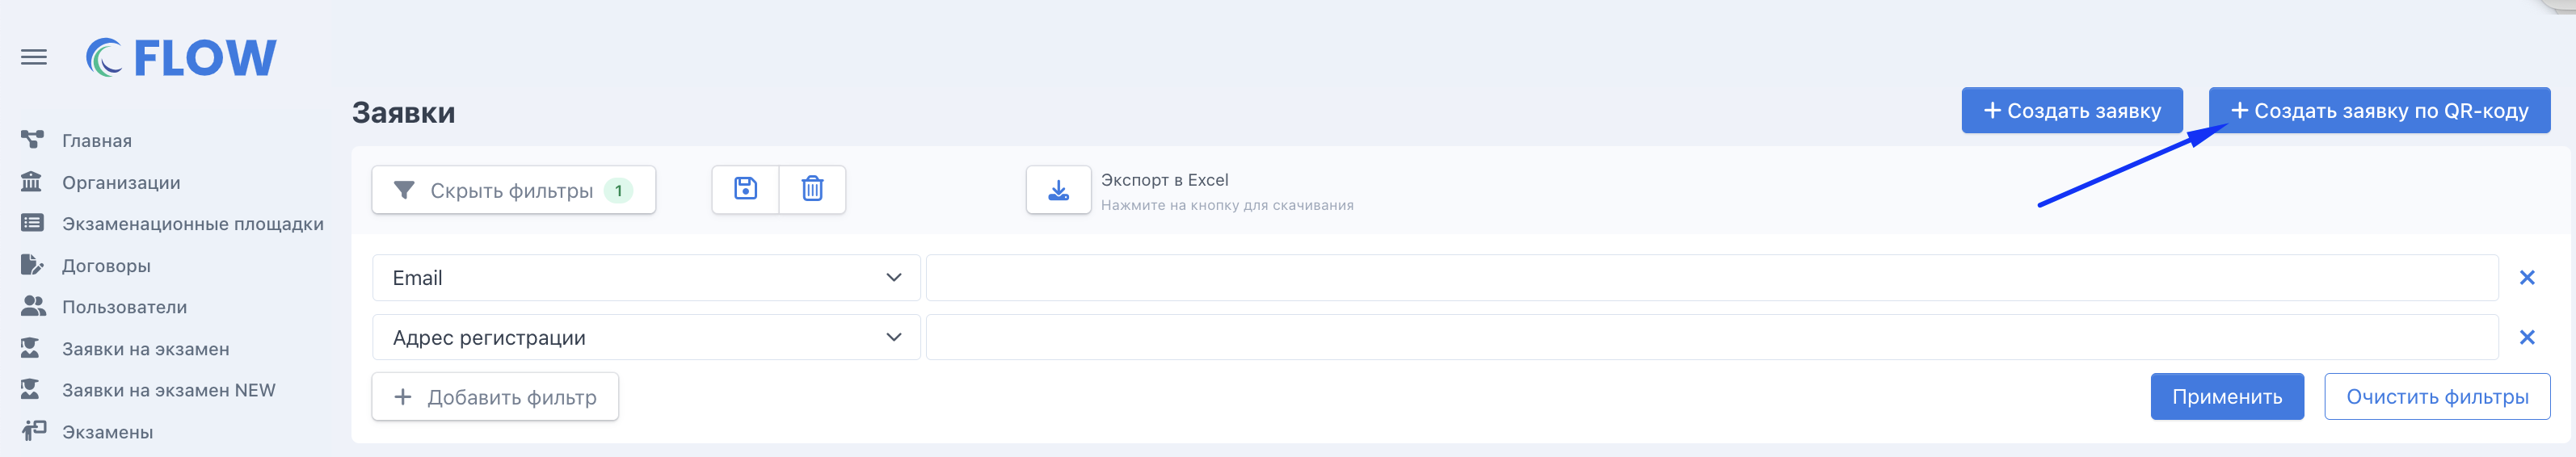 FLOW
Главная
Организации
Экзаменационные площадки
Договоры
Пользователи
Заявки на экзамен
Заявки на экзамен NEW
Экзамены
Заявки
+ Создать заявку
+ Создать заявку по QR-коду
Скрыть фильтры 1
Экспорт в Excel
Нажмите на кнопку для скачивания
Email
Адрес регистрации
+ Добавить фильтр
Применить
Очистить фильтры